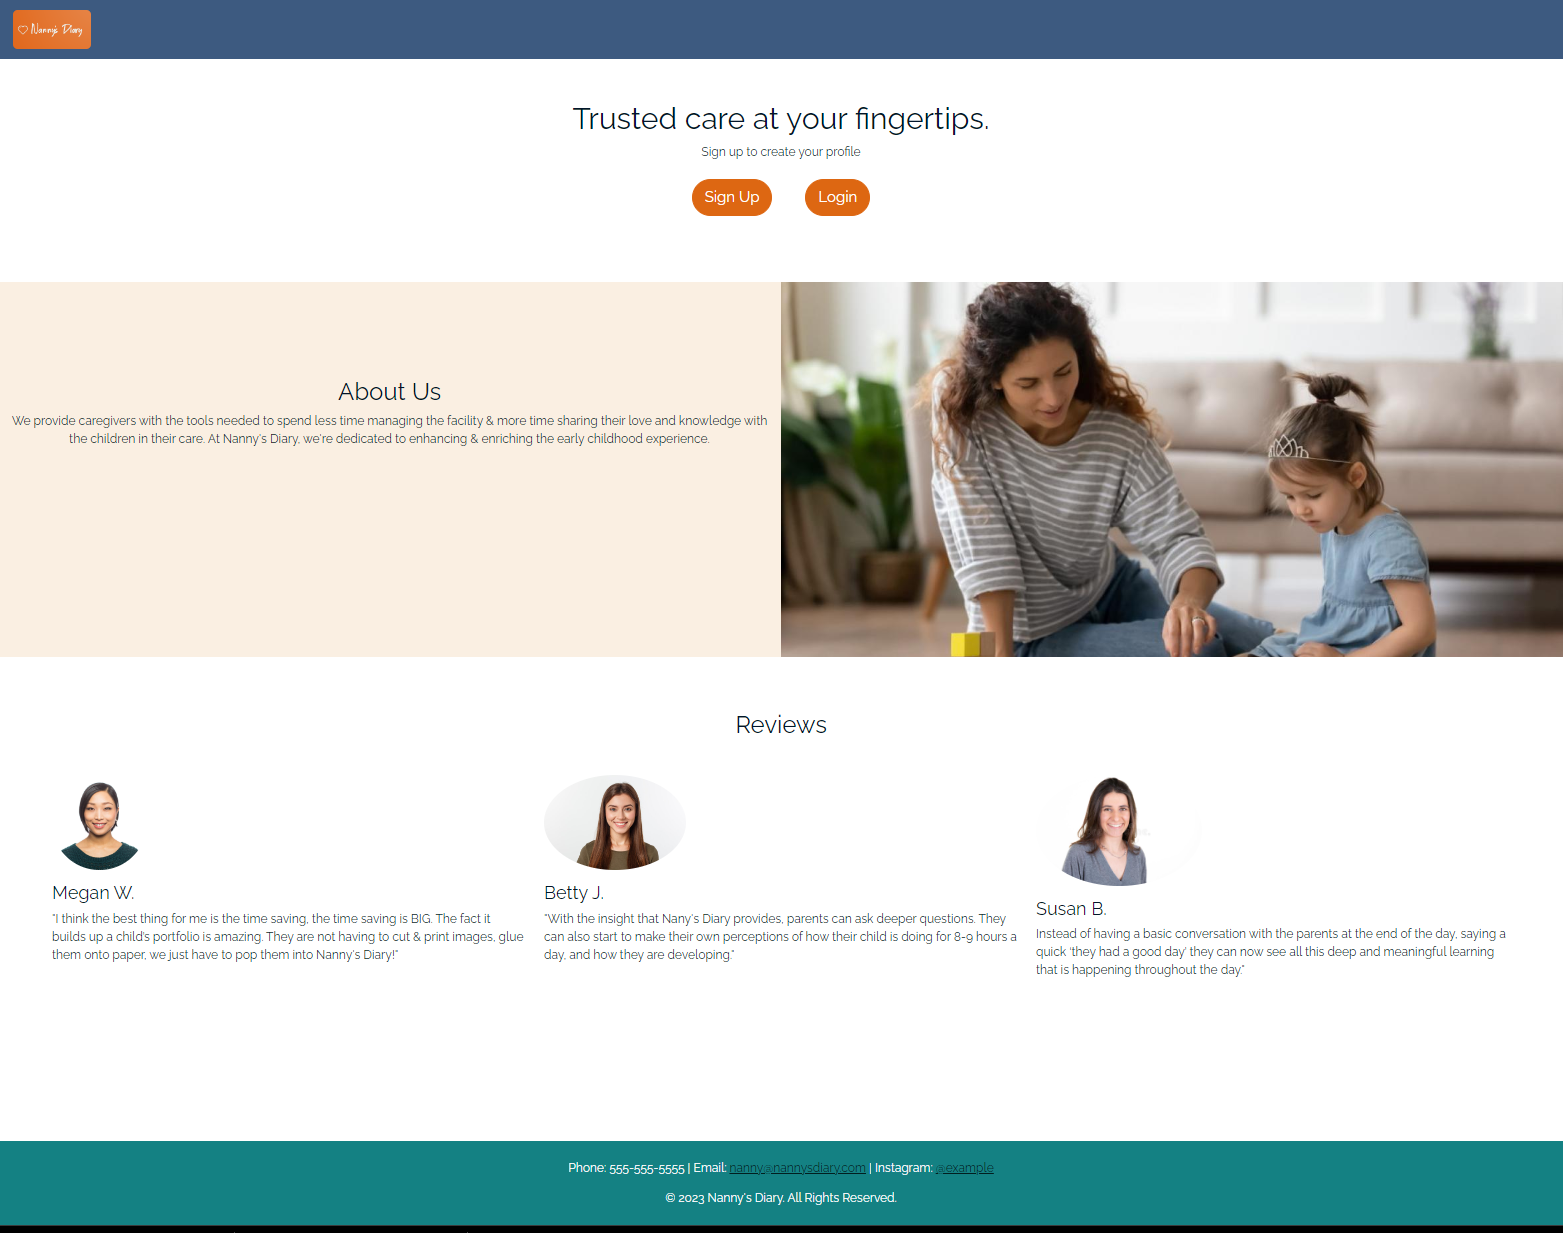 Nanny's Diary
Trusted care at your fingertips.
Sign up to create your profile
Sign Up
Login
About Us
We provide caregivers with the tools needed to spend less time managing the facility & more time sharing their love and knowledge with
the children in their care. At Nanny's Diary, we're dedicated to enhancing & enriching the early childhood experience.
Reviews
Megan W.
"I think the best thing for me is the time saving, the time saving is BIG. The fact it
builds up a child's portfolio is amazing. They are not having to cut & print images, glue
them onto paper, we just have to pop them into Nanny's Diary!"
Betty J.
"With the insight that Nany's Diary provides, parents can ask deeper questions. They
can also start to make their own perceptions of how their child is doing for 8-9 hours a
day, and how they are developing."
Susan B.
Instead of having a basic conversation with the parents at the end of the day, saying a
quick 'they had a good day' they can now see all this deep and meaningful learning
that is happening throughout the day."
Phone: 555-555-5555 | Email: nanny@nannysdiary.com | Instagram: @example
© 2023 Nanny's Diary. All Rights Reserved.